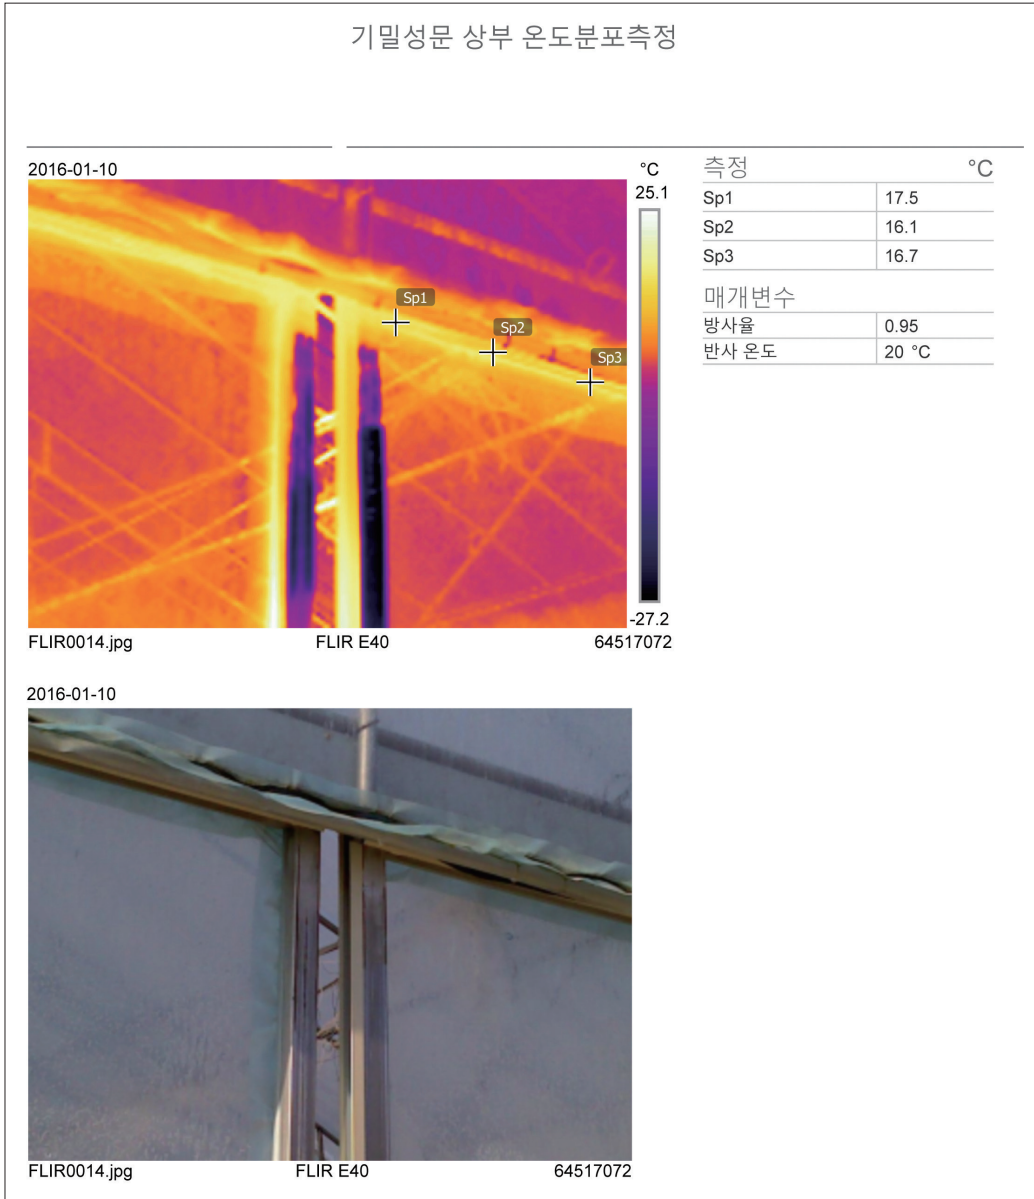 기밀성문 상부 온도분포측정
2016-01-10
°C
25.1
Sp1
Sp2
Sp3
-27.2
FLIR0014.jpg FLIR E40 64517072
측정 °C
Sp1 17.5
Sp2 16.1
Sp3 16.7
매개변수
방사율 0.95
반사 온도 20 °C
2016-01-10
FLIR0014.jpg FLIR E40 64517072